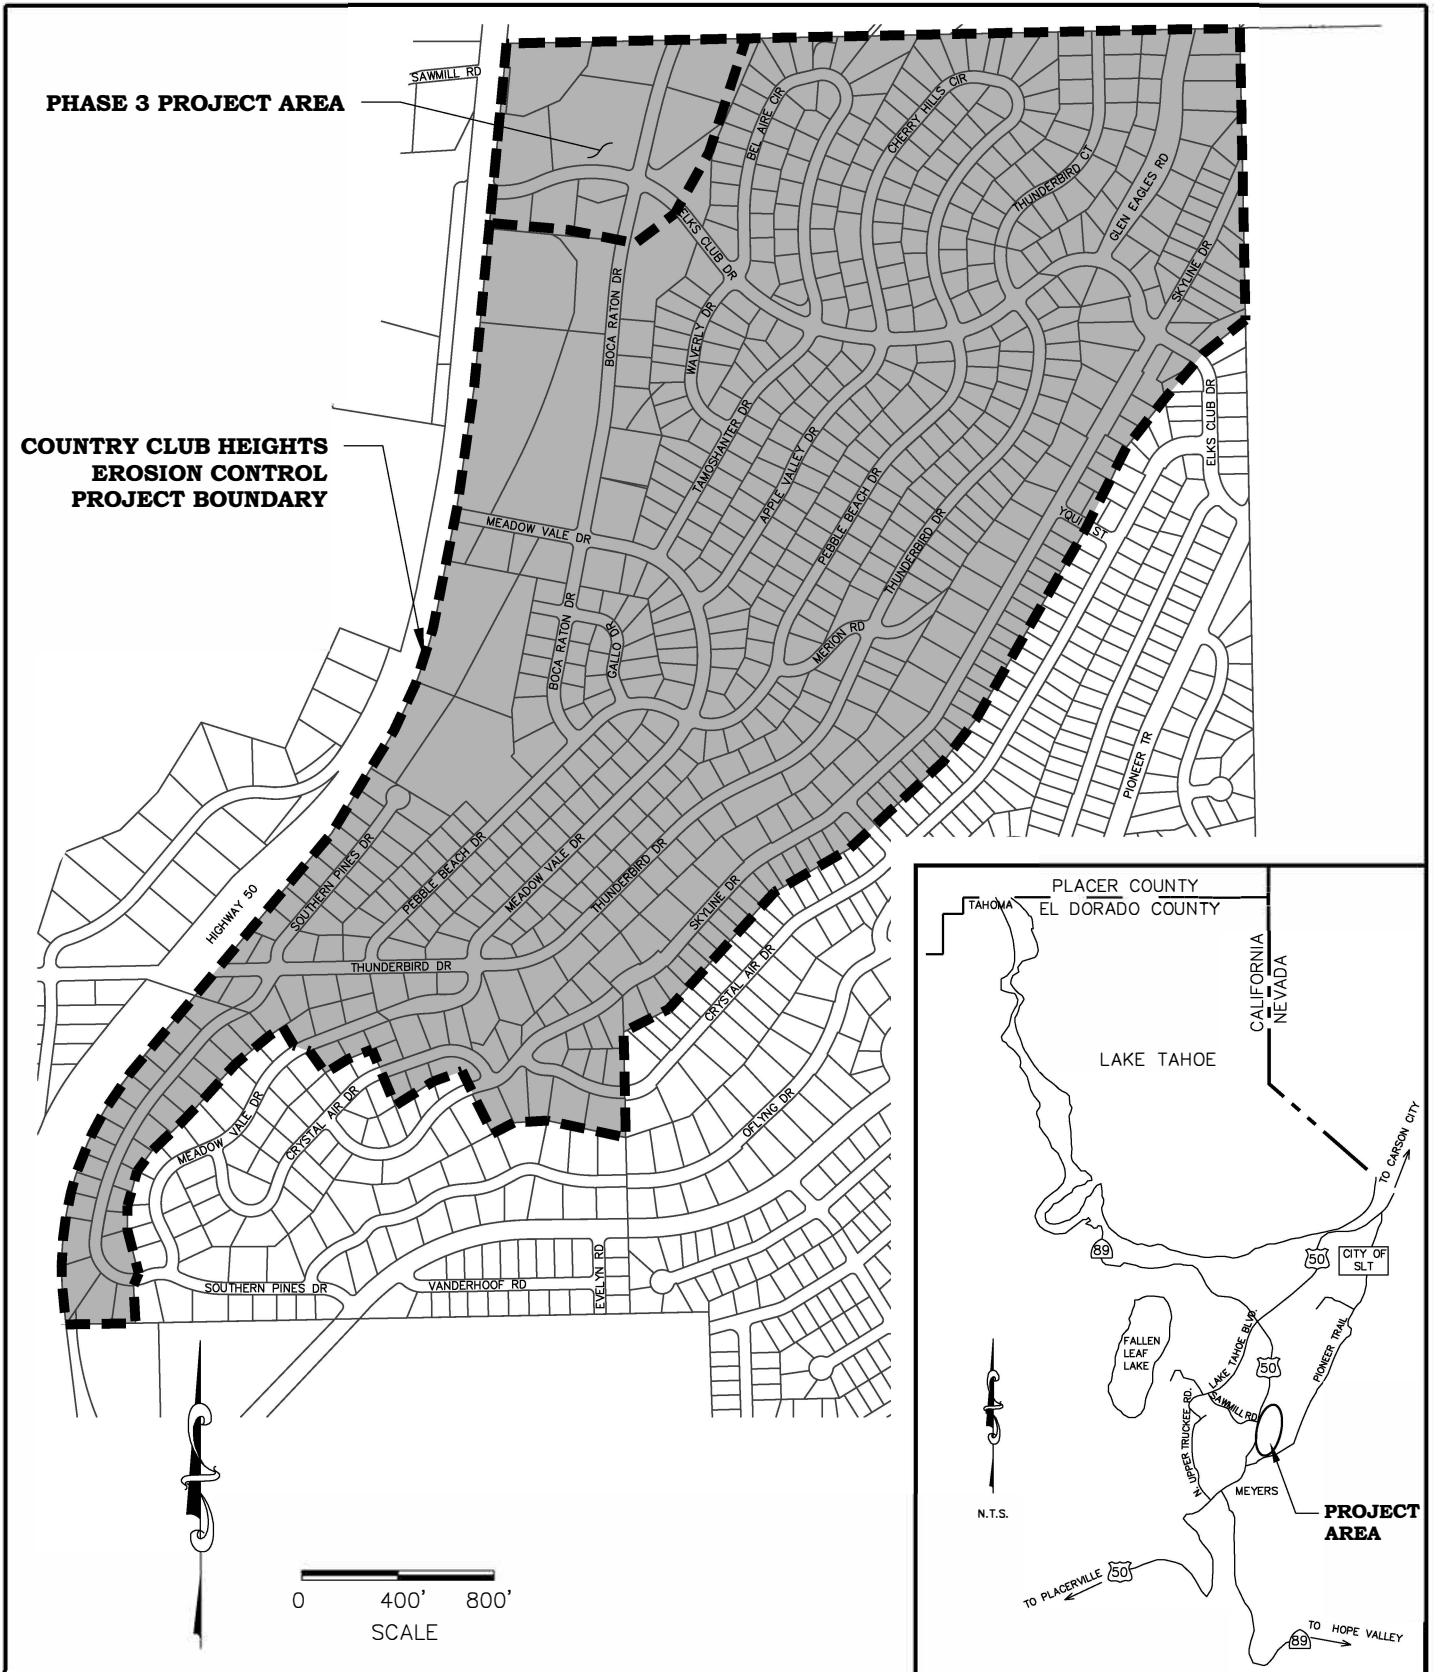 SAWMILL RD
PHASE 3 PROJECT AREA
BEL AIRE CIR
CHERRY HILLS CIR
THUNDERBIRD CT
GLEN EAGLES RD
ELKS CLUB DR
SKYLINE DR
BOCA RATON DR
WAVERLY DR
ELKS CLUB DR
COUNTRY CLUB HEIGHTS
EROSION CONTROL
PROJECT BOUNDARY
TAMOSHANTER DR
APPLE VALLEY DR
PEBBLE BEACH DR
THUNDERBIRD DR
MEADOW VALE DR
BOCA RATON DR
GALLO DR
MERION RD
PIONEER TR
HIGHWAY 50
SOUTHERN PINES DR
PEBBLE BEACH DR
MEADOW VALE DR
THUNDERBIRD DR
SKYLINE DR
THUNDERBIRD DR
CRYSTAL AIR DR
MEADOW VALE DR
CRYSTAL AIR DR
OFLYNG DR
SOUTHERN PINES DR
VANDERHOOF RD
EVELYN RD
0 400' 800'
SCALE
PLACER COUNTY
TAHOMA
EL DORADO COUNTY
CALIFORNIA
NEVADA
LAKE TAHOE
TO CARSON CITY
89
50
CITY OF
SLT
FALLEN
LEAF
LAKE
LAKE TAHOE BLVD.
50
PIONEER TRAIL
SAWMILL RD
N. UPPER TRUCKEE RD.
MEYERS
N.T.S.
PROJECT
AREA
TO PLACERVILLE
50
89
TO HOPE VALLEY